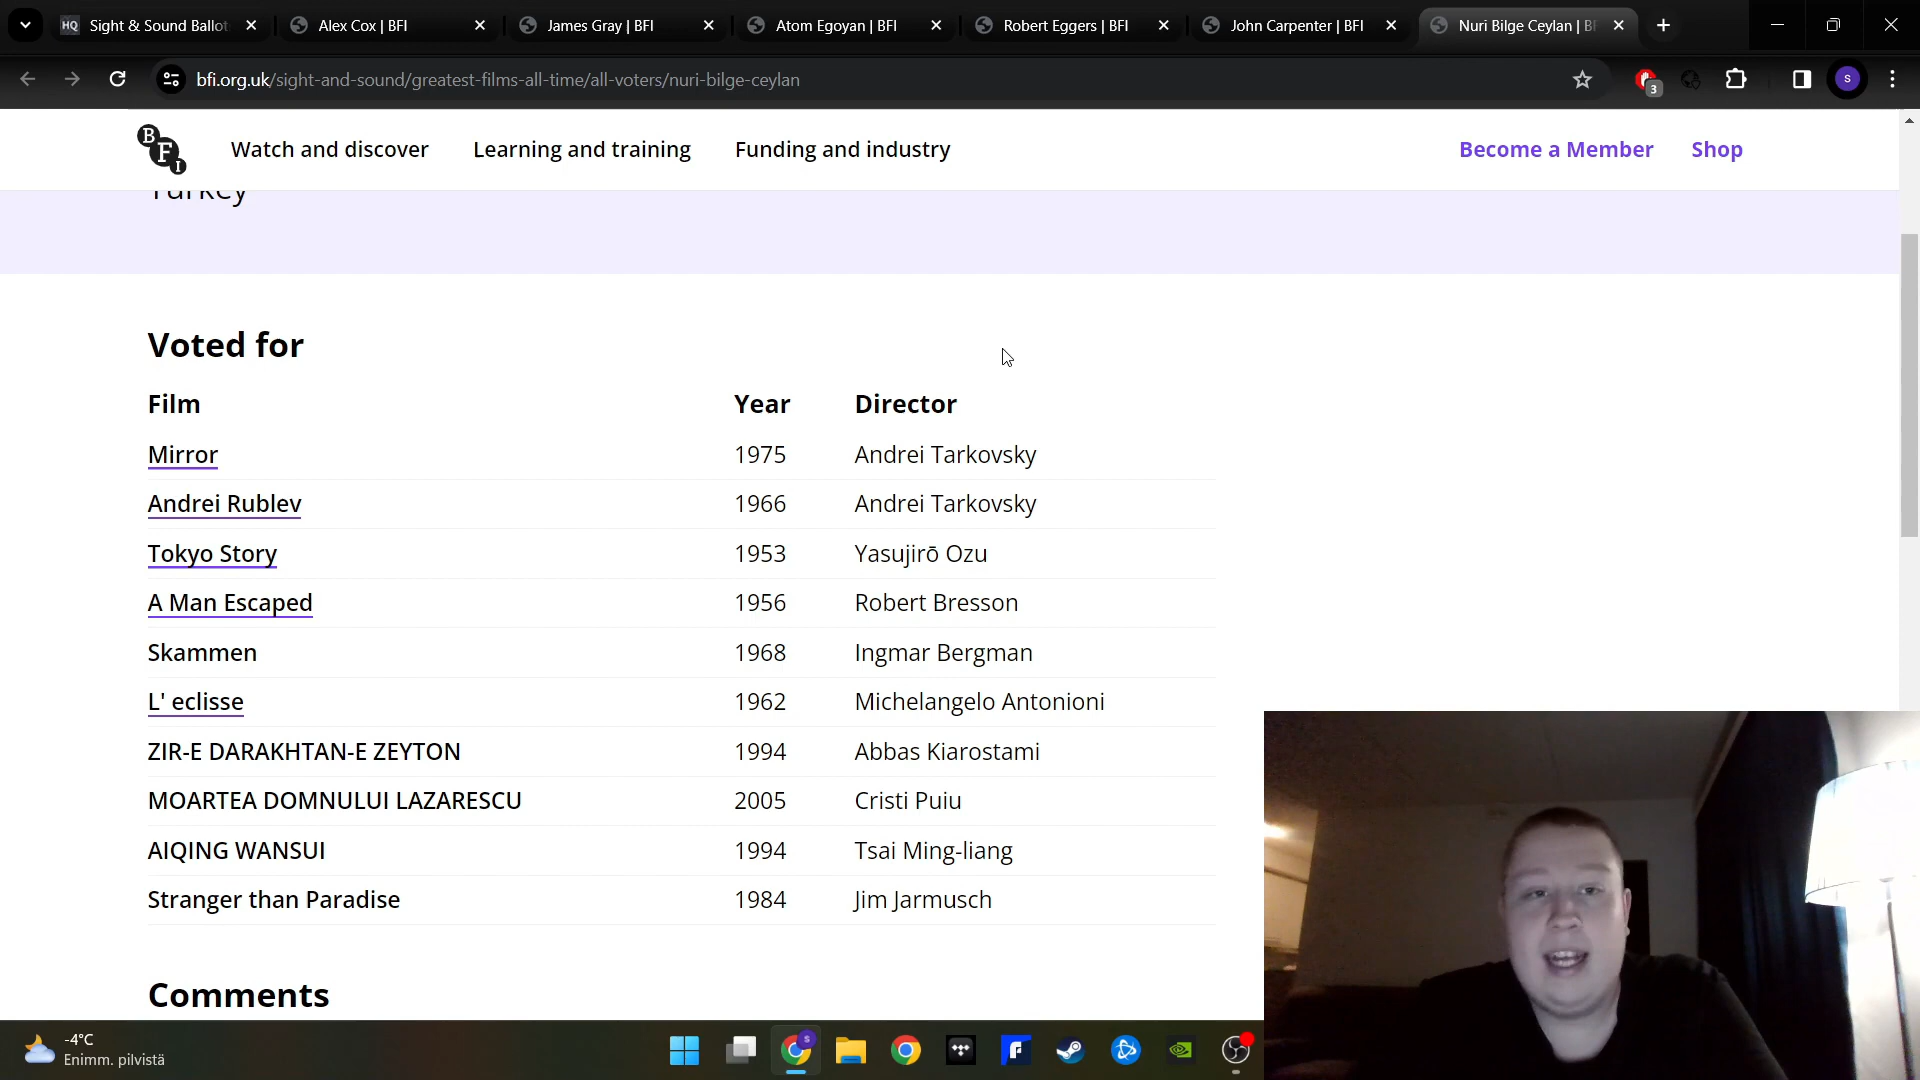 HQ Sight & Sound Ballot
Alex Cox | BFI
James Gray | BFI
Atom Egoyan | BFI
Robert Eggers | BFI
John Carpenter | BFI
Nuri Bilge Ceylan | BF
bfi.org.uk/sight-and-sound/greatest-films-all-time/all-voters/nuri-bilge-ceylan
3
S
BFI
Watch and discover
Learning and training
Funding and industry
Become a Member
Shop
Turkey
Voted for
Film Year Director
Mirror 1975 Andrei Tarkovsky
Andrei Rublev 1966 Andrei Tarkovsky
Tokyo Story 1953 Yasujirō Ozu
A Man Escaped 1956 Robert Bresson
Skammen 1968 Ingmar Bergman
L' eclisse 1962 Michelangelo Antonioni
ZIR-E DARAKHTAN-E ZEYTON 1994 Abbas Kiarostami
MOARTEA DOMNULUI LAZARESCU 2005 Cristi Puiu
AIQING WANSUI 1994 Tsai Ming-liang
Stranger than Paradise 1984 Jim Jarmusch
Comments
-4°C
Enimm. pilvistä